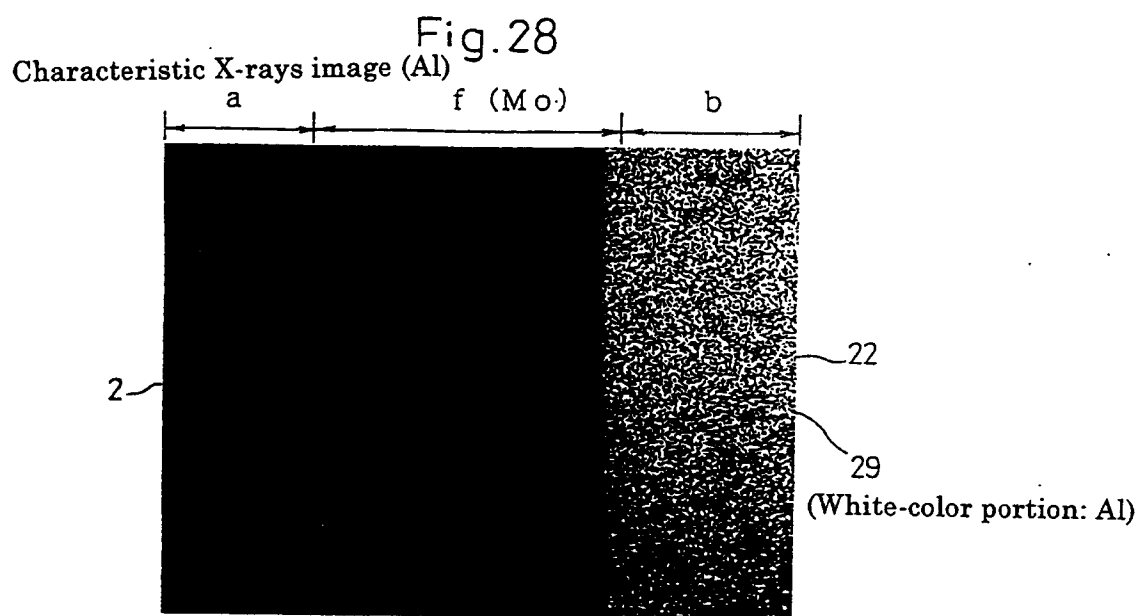 Fig.28
Characteristic X-rays image (Al)
a f (Mo) b
2
22
29
(White-color portion: Al)